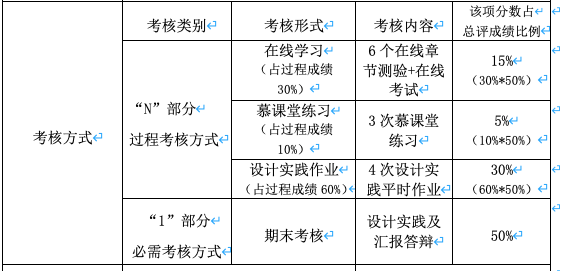 考核方式
考核类别
考核形式
考核内容
该项分数占
总评成绩比例
“N”部分
过程考核方式
在线学习
（占过程成绩
30%）
6 个在线章
节测验+在线
考试
15%
（30%*50%）
慕课堂练习
（占过程成绩
10%）
3 次慕课堂
练习
5%
（10%*50%）
设计实践作业
（占过程成绩 60%）
4 次设计实
践平时作业
30%
（60%*50%）
“1”部分
必需考核方式
期末考核
设计实践及
汇报答辩
50%